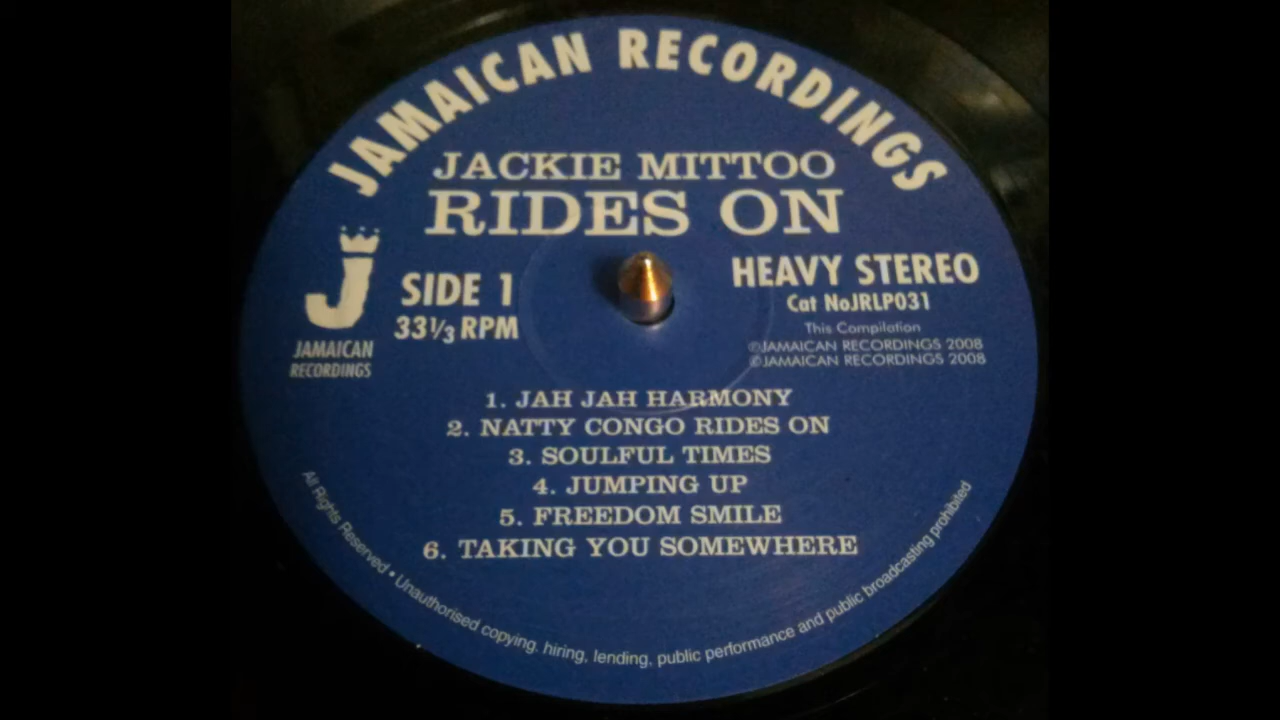 JAMAICAN RECORDINGS
JACKIE MITTOO
RIDES ON
J
JAMAICAN
RECORDINGS
SIDE 1
33⅓ RPM
HEAVY STEREO
Cat NoJRLP031
This Compilation
℗JAMAICAN RECORDINGS 2008
©JAMAICAN RECORDINGS 2008
1. JAH JAH HARMONY
2. NATTY CONGO RIDES ON
3. SOULFUL TIMES
4. JUMPING UP
5. FREEDOM SMILE
6. TAKING YOU SOMEWHERE
All Rights Reserved • Unauthorised copying, hiring, lending, public performance and public broadcasting prohibited